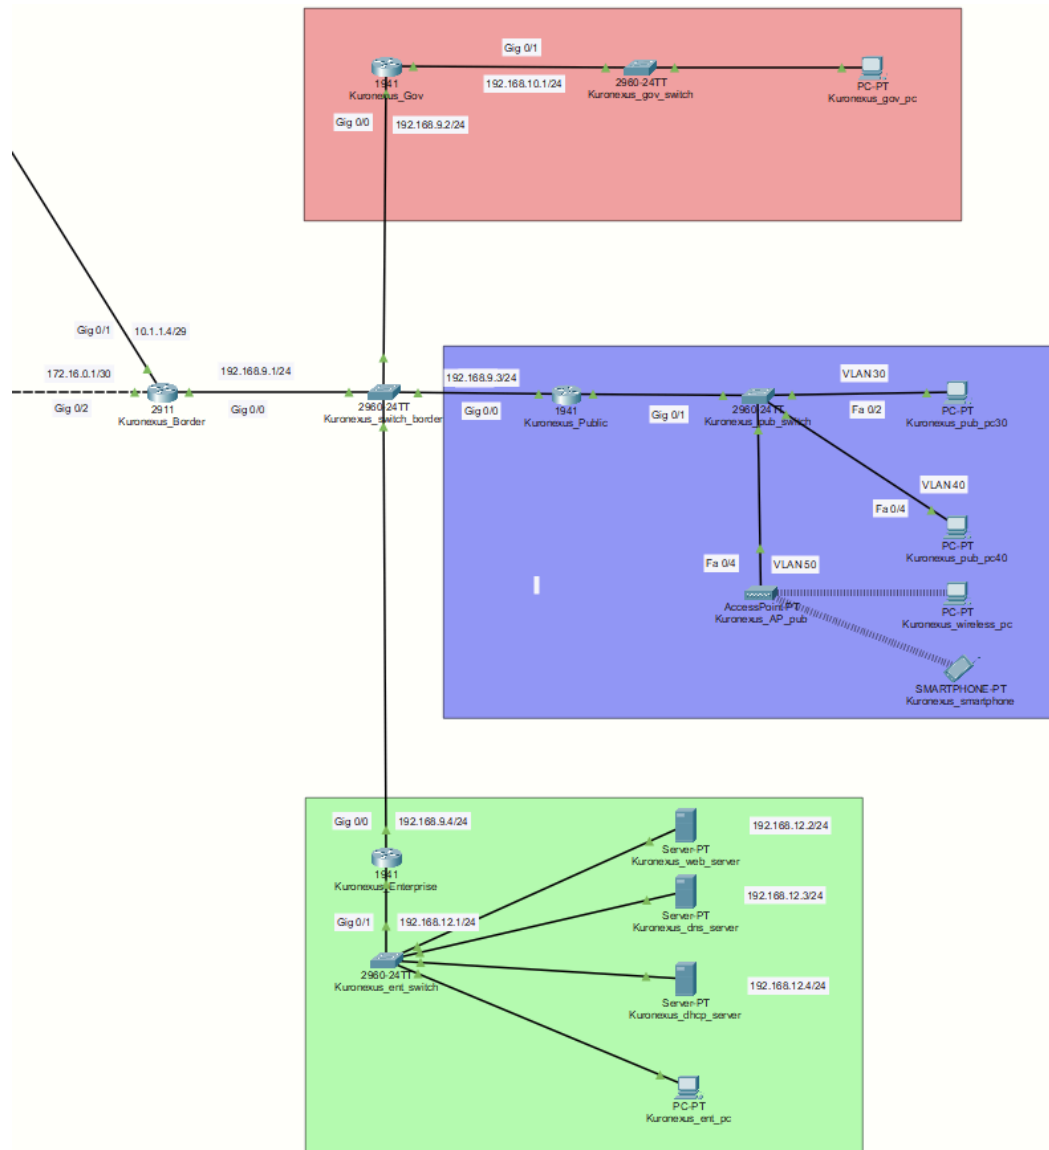 Gig 0/1
1941
Kuronexus_Gov
192.168.10.1/24
2960-24TT
Kuronexus_gov_switch
PC-PT
Kuronexus_gov_pc
Gig 0/0
192.168.9.2/24
Gig 0/1
10.1.1.4/29
172.16.0.1/30
Gig 0/2
2911
Kuronexus_Border
192.168.9.1/24
Gig 0/0
2960-24TT
Kuronexus_switch_border
192.168.9.3/24
Gig 0/0
1941
Kuronexus_Public
Gig 0/1
2960-24TT
Kuronexus_pub_switch
VLAN 30
Fa 0/2
PC-PT
Kuronexus_pub_pc30
VLAN 40
Fa 0/4
PC-PT
Kuronexus_pub_pc40
Fa 0/4
VLAN 50
AccessPoint-PT
Kuronexus_AP_pub
PC-PT
Kuronexus_wireless_pc
SMARTPHONE-PT
Kuronexus_smartphone
Gig 0/0
192.168.9.4/24
1941
Kuronexus_Enterprise
Gig 0/1
192.168.12.1/24
2960-24TT
Kuronexus_ent_switch
Server-PT
Kuronexus_web_server
192.168.12.2/24
Server-PT
Kuronexus_dns_server
192.168.12.3/24
Server-PT
Kuronexus_dhcp_server
192.168.12.4/24
PC-PT
Kuronexus_ent_pc